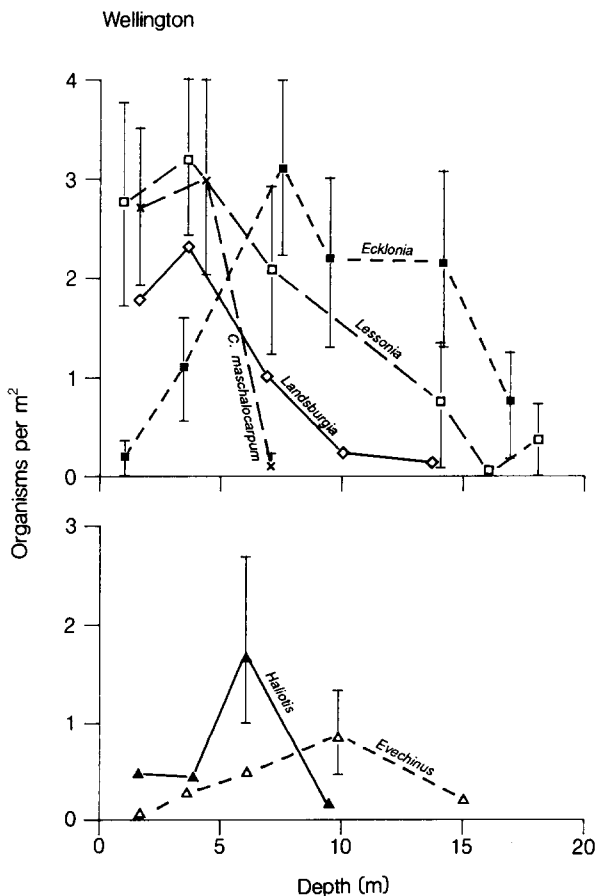 Wellington
4
3
2
1
0
Organisms per m²
Ecklonia
Lessonia
Landsburgia
C. maschalocarpum
3
2
1
0
Haliotis
Evechinus
0
5
10
15
20
Depth (m)